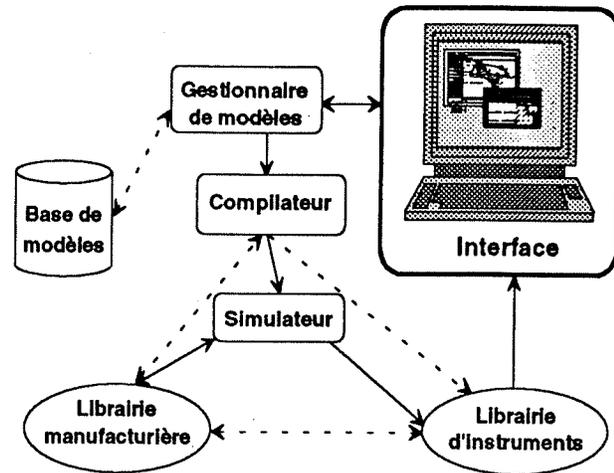 Gestionnaire
de modèles
Base de
modèles
Compilateur
Interface
Simulateur
Librairie
manufacturière
Librairie
d'instruments